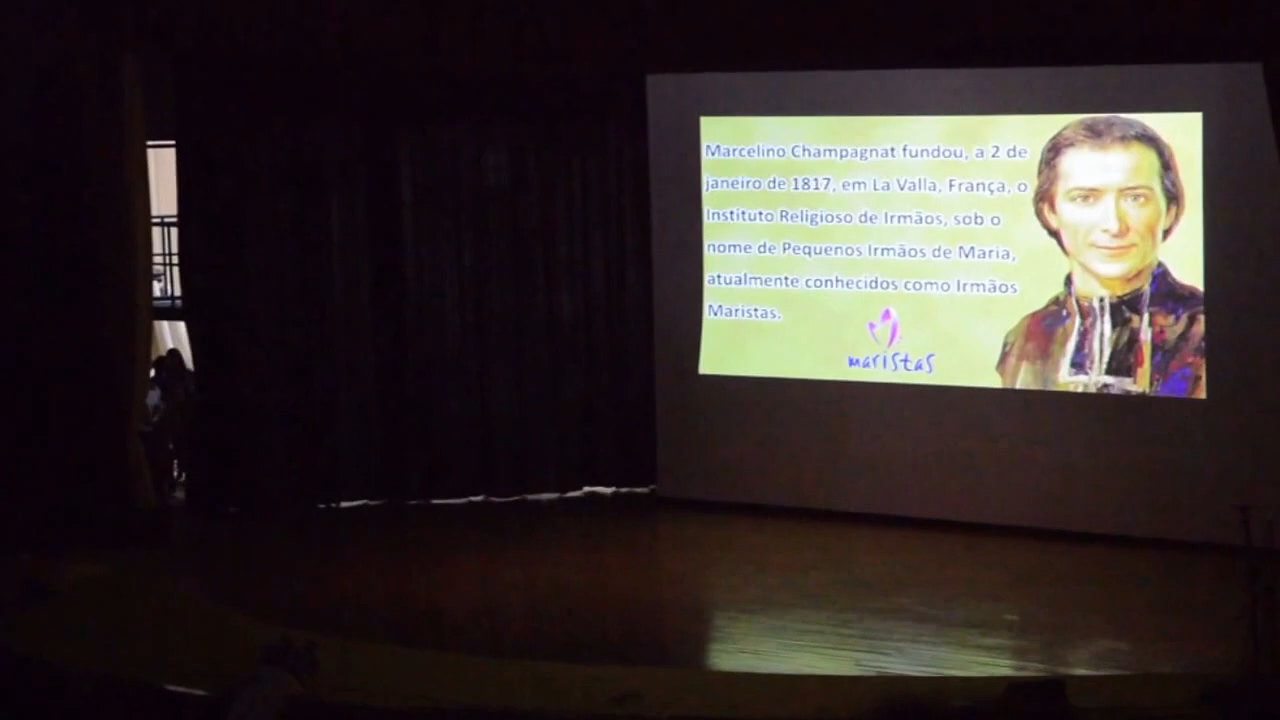 Marcelino Champagnat fundou, a 2 de
janeiro de 1817, em La Valla, França, o
Instituto Religioso de Irmãos, sob o
nome de Pequenos Irmãos de Maria,
atualmente conhecidos como Irmãos
Maristas.
maristas